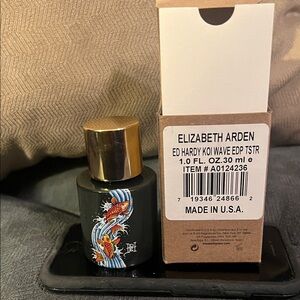 ELIZABETH ARDEN
ED HARDY KOI WAVE EDP TSTR
1.0 FL. OZ.30 ml e
ITEM # A0124236
7 19346 24866 2
MADE IN U.S.A.